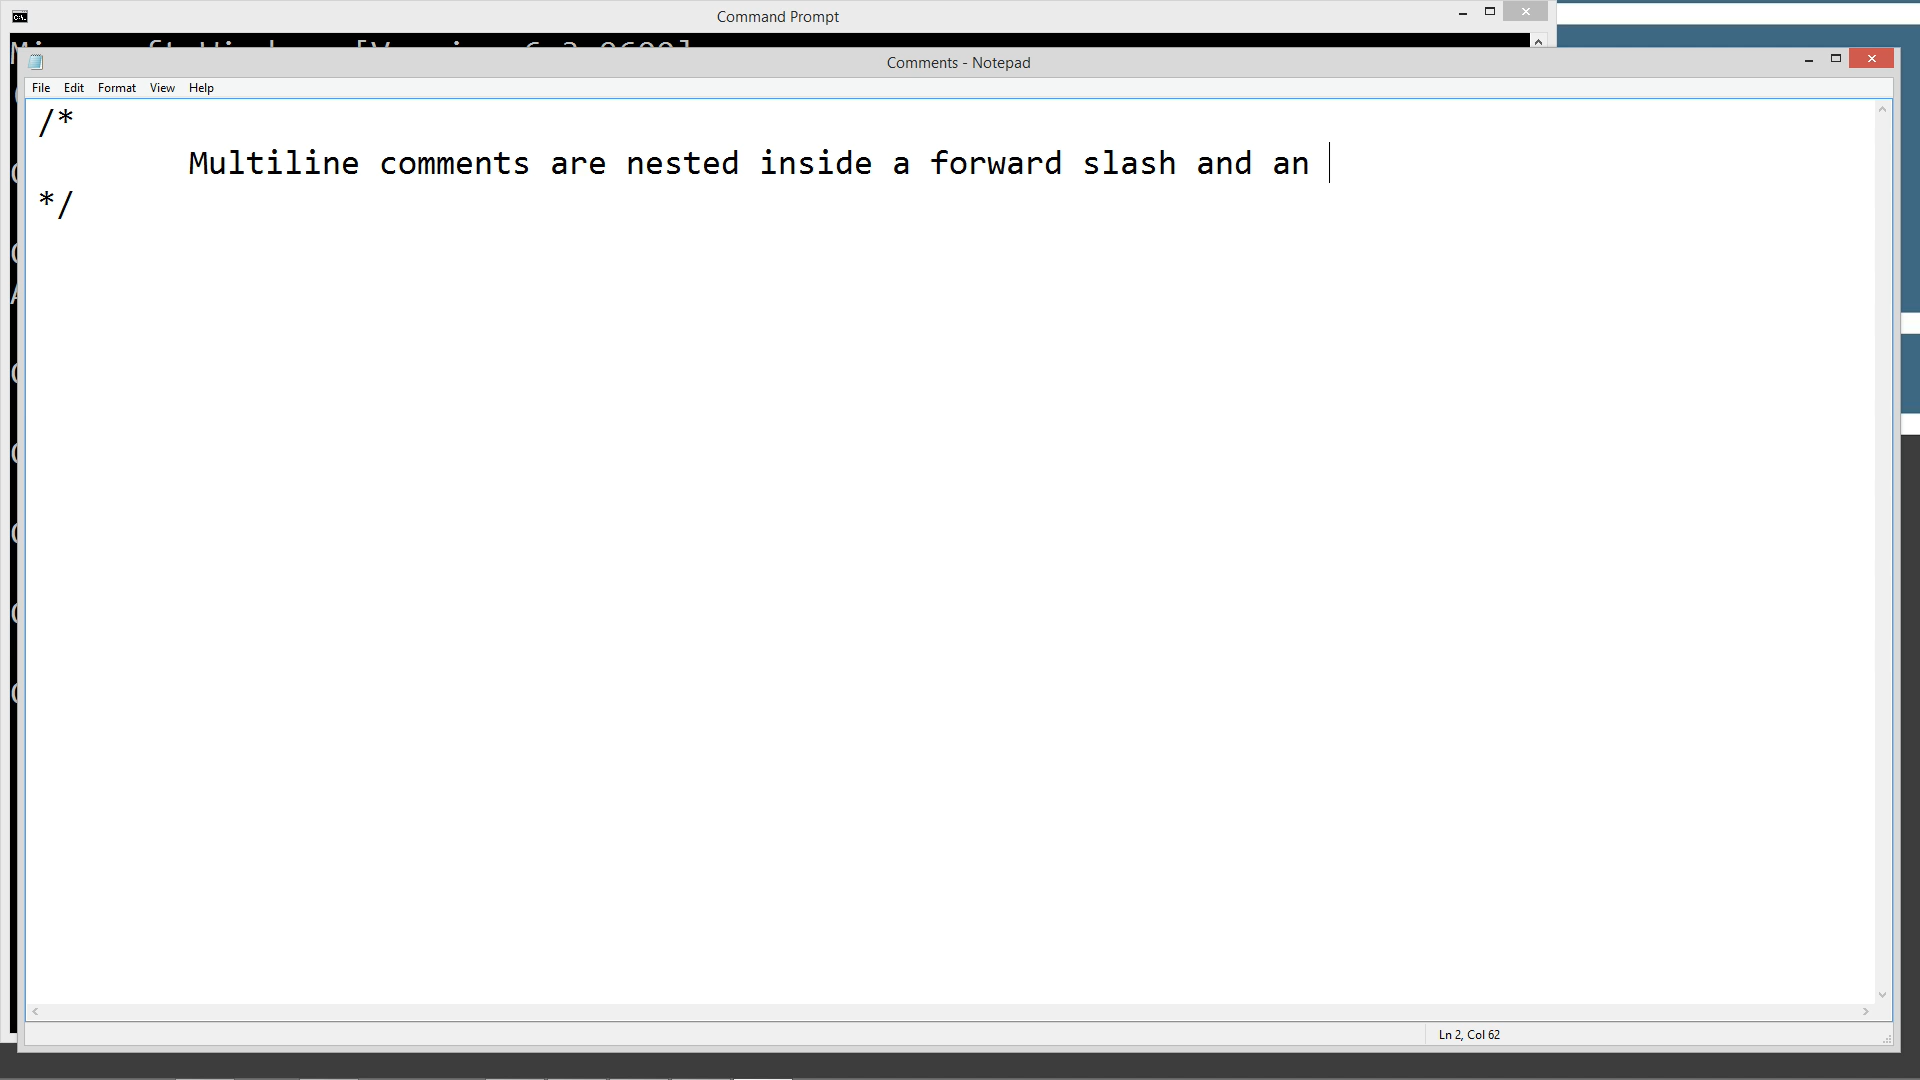 Command Prompt
Comments - Notepad
File Edit Format View Help
/*
Multiline comments are nested inside a forward slash and an
*/
Ln 2, Col 62